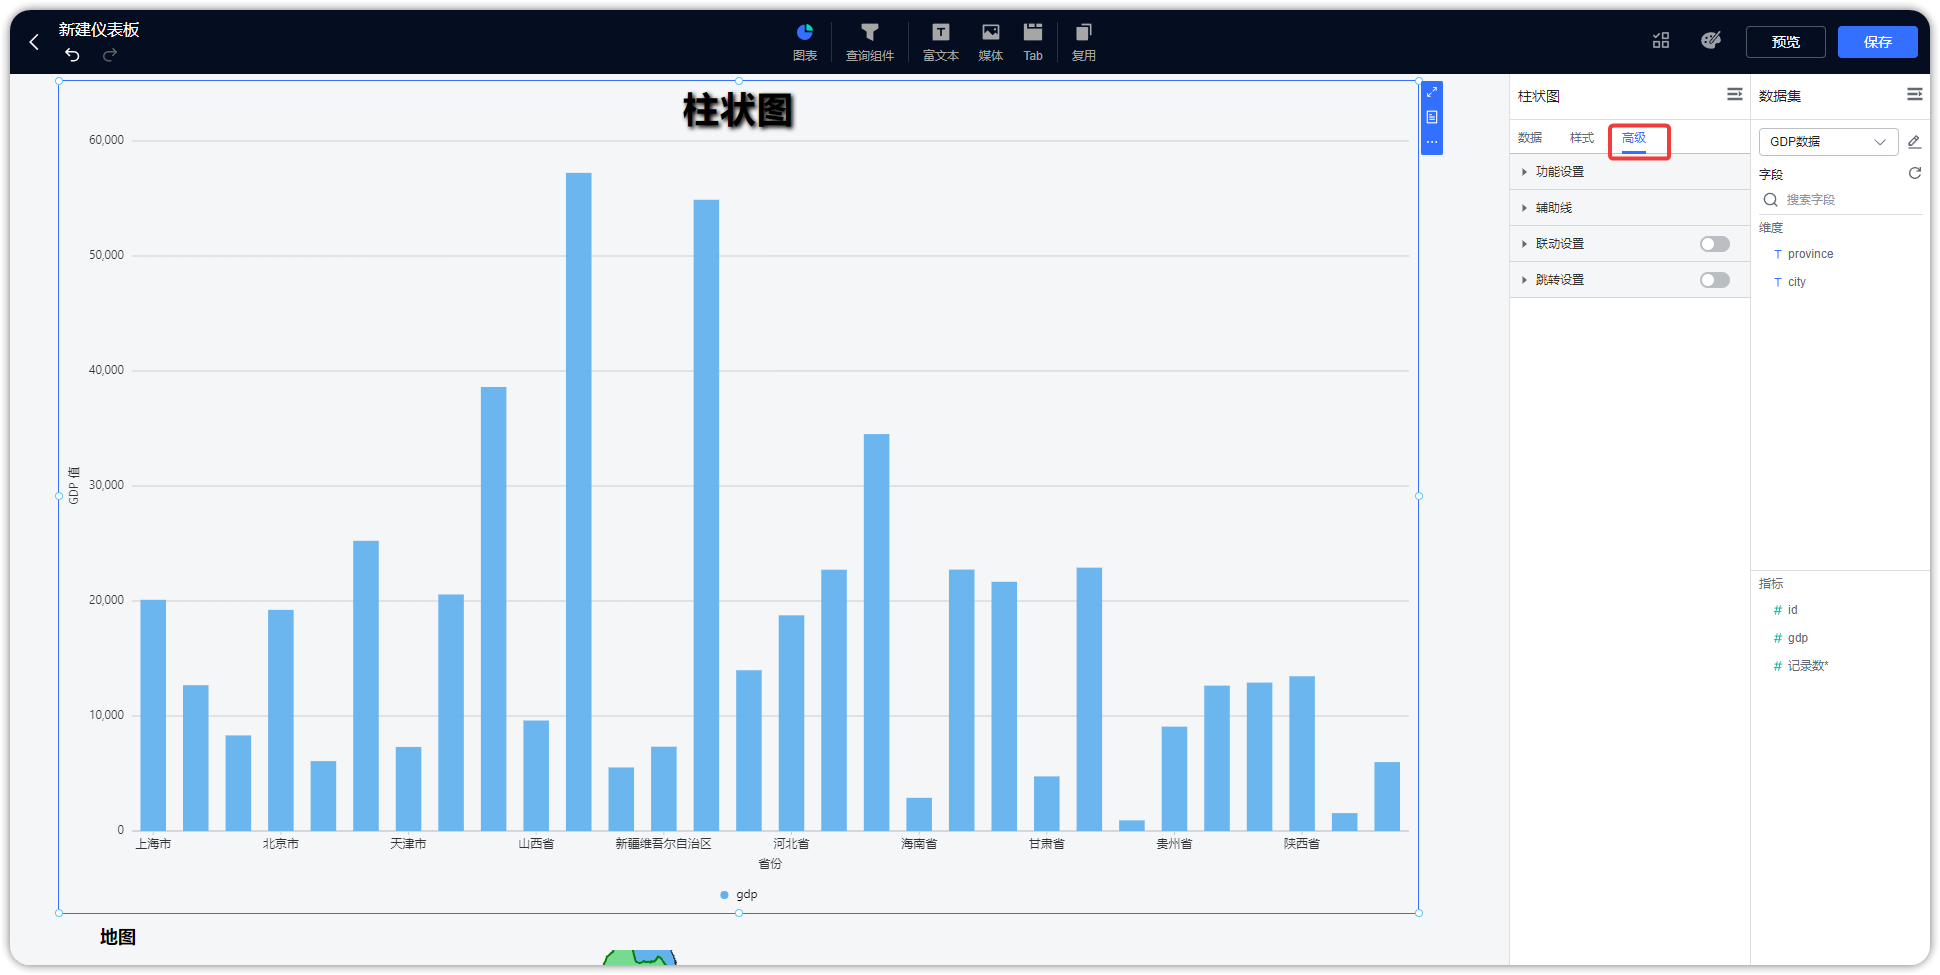 新建仪表板
图表
查询组件
富文本
媒体
Tab
复用
预览
保存
柱状图
60,000
50,000
40,000
30,000
20,000
10,000
0
GDP 值
上海市
北京市
天津市
山西省
新疆维吾尔自治区
河北省
海南省
甘肃省
贵州省
陕西省
省份
gdp
地图
柱状图
数据
样式
高级
功能设置
辅助线
联动设置
跳转设置
数据集
GDP数据
字段
搜索字段
维度
T province
T city
指标
# id
# gdp
# 记录数*